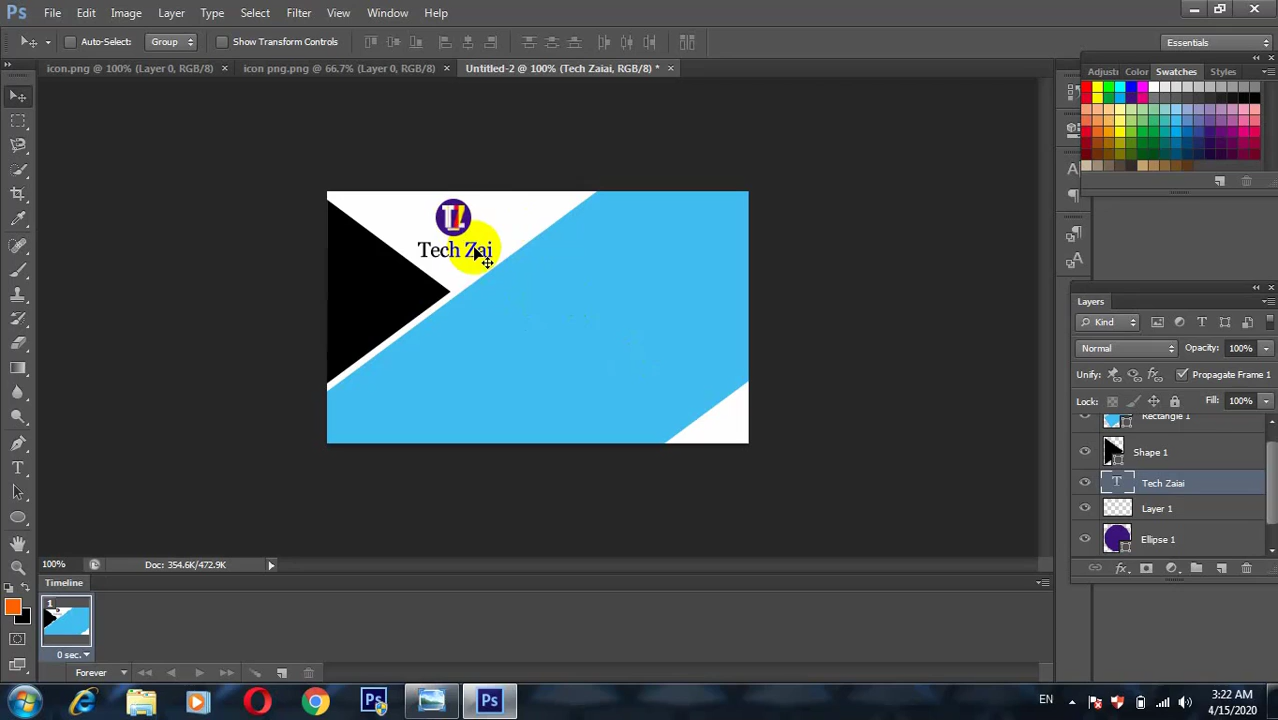 Ps File Edit Image Layer Type Select Filter View Window Help
Auto-Select: Group Show Transform Controls Essentials
icon.png @ 100% (Layer 0, RGB/8) × icon png.png @ 66.7% (Layer 0, RGB/8) × Untitled-2 @ 100% (Tech Zaiai, RGB/8) * ×
Adjustı Color Swatches Styles
Tech Zai
Layers
Kind
Normal Opacity: 100%
Unify: Propagate Frame 1
Lock: Fill: 100%
Rectangle 1
Shape 1
T Tech Zaiai
Layer 1
Ellipse 1
100% Doc: 354.6K/472.9K
Timeline
1
0 sec.
Forever
EN 3:22 AM
4/15/2020